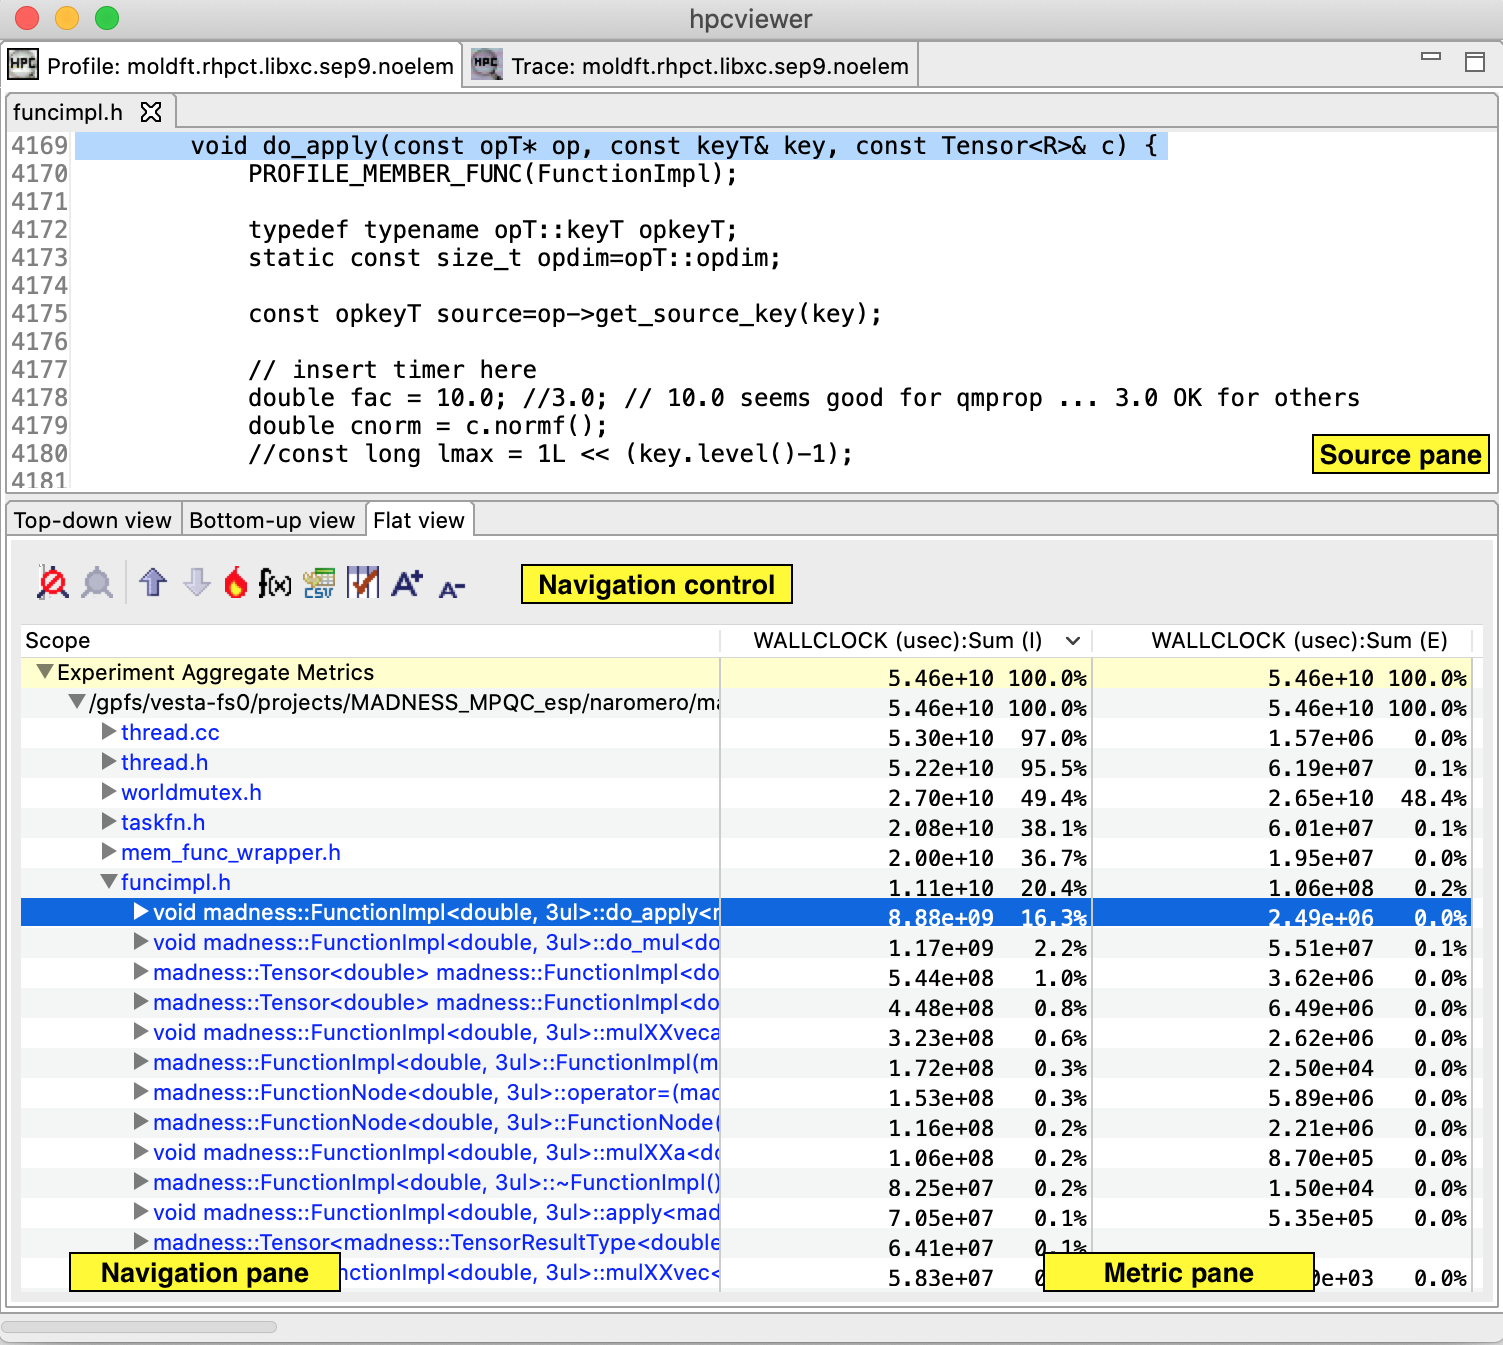 hpcviewer
Profile: moldft.rhpct.libxc.sep9.noelem
Trace: moldft.rhpct.libxc.sep9.noelem
funcimpl.h
4169 void do_apply(const opT* op, const keyT& key, const Tensor<R>& c) {
4170 PROFILE_MEMBER_FUNC(FunctionImpl);
4171
4172 typedef typename opT::keyT opkeyT;
4173 static const size_t opdim=opT::opdim;
4174
4175 const opkeyT source=op->get_source_key(key);
4176
4177 // insert timer here
4178 double fac = 10.0; //3.0; // 10.0 seems good for qmprop ... 3.0 OK for others
4179 double cnorm = c.normf();
4180 //const long lmax = 1L << (key.level()-1);
4181
Source pane
Top-down view Bottom-up view Flat view
f(x) CSV A+ A-
Navigation control
Scope WALLCLOCK (usec):Sum (I) WALLCLOCK (usec):Sum (E)
Experiment Aggregate Metrics 5.46e+10 100.0% 5.46e+10 100.0%
/gpfs/vesta-fs0/projects/MADNESS_MPQC_esp/naromero/ma 5.46e+10 100.0% 5.46e+10 100.0%
thread.cc 5.30e+10 97.0% 1.57e+06 0.0%
thread.h 5.22e+10 95.5% 6.19e+07 0.1%
worldmutex.h 2.70e+10 49.4% 2.65e+10 48.4%
taskfn.h 2.08e+10 38.1% 6.01e+07 0.1%
mem_func_wrapper.h 2.00e+10 36.7% 1.95e+07 0.0%
funcimpl.h 1.11e+10 20.4% 1.06e+08 0.2%
void madness::FunctionImpl<double, 3ul>::do_apply<r 8.88e+09 16.3% 2.49e+06 0.0%
void madness::FunctionImpl<double, 3ul>::do_mul<do 1.17e+09 2.2% 5.51e+07 0.1%
madness::Tensor<double> madness::FunctionImpl<do 5.44e+08 1.0% 3.62e+06 0.0%
madness::Tensor<double> madness::FunctionImpl<do 4.48e+08 0.8% 6.49e+06 0.0%
void madness::FunctionImpl<double, 3ul>::mulXXveca 3.23e+08 0.6% 2.62e+06 0.0%
madness::FunctionImpl<double, 3ul>::FunctionImpl(m 1.72e+08 0.3% 2.50e+04 0.0%
madness::FunctionNode<double, 3ul>::operator=(mad 1.53e+08 0.3% 5.89e+06 0.0%
madness::FunctionNode<double, 3ul>::FunctionNode( 1.16e+08 0.2% 2.21e+06 0.0%
void madness::FunctionImpl<double, 3ul>::mulXXa<do 1.06e+08 0.2% 8.70e+05 0.0%
madness::FunctionImpl<double, 3ul>::~FunctionImpl() 8.25e+07 0.2% 1.50e+04 0.0%
void madness::FunctionImpl<double, 3ul>::apply<mad 7.05e+07 0.1% 5.35e+05 0.0%
madness::Tensor<madness::TensorResultType<double 6.41e+07 0.1%
nctionImpl<double, 3ul>::mulXXvec< 5.83e+07 e+03 0.0%
Navigation pane
Metric pane